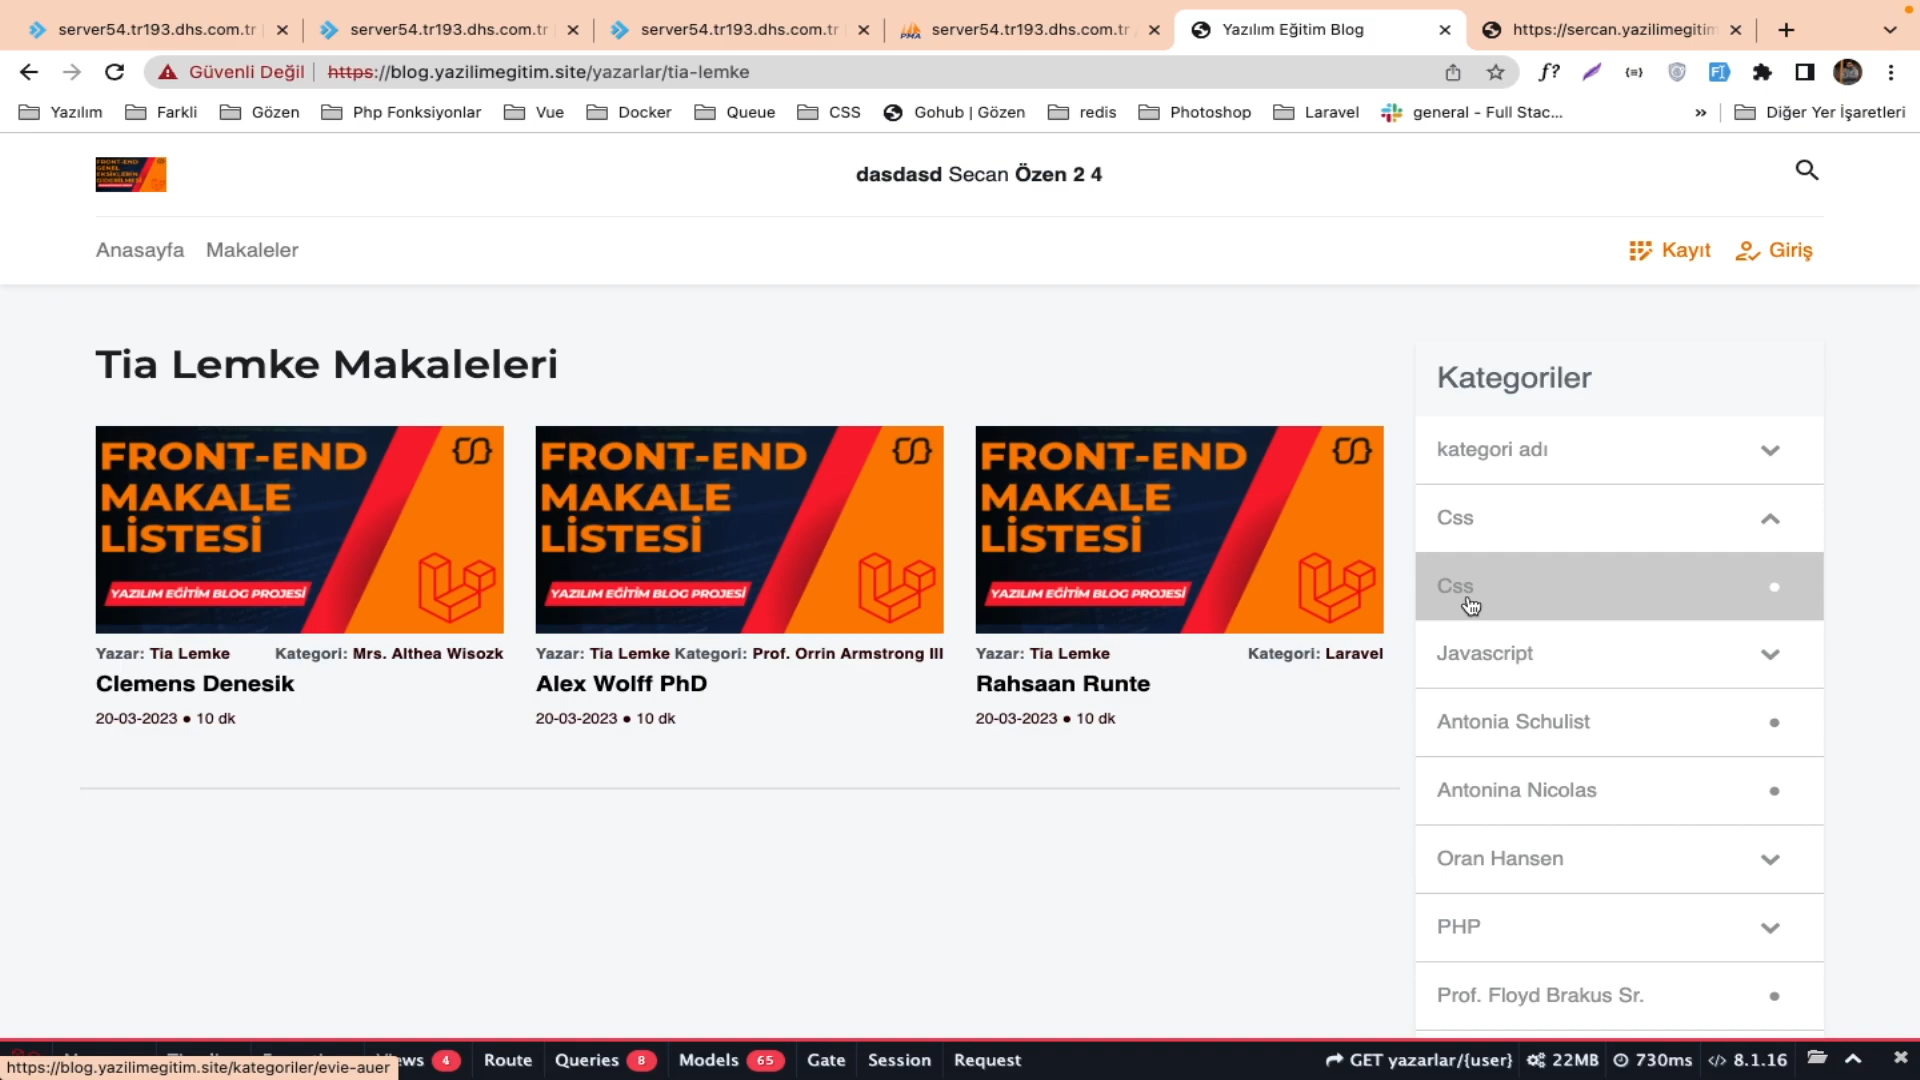 server54.tr193.dhs.com.tr
server54.tr193.dhs.com.tr
server54.tr193.dhs.com.tr
server54.tr193.dhs.com.tr
Yazılım Eğitim Blog
https://sercan.yazilimegitim
Güvenli Değil
https://blog.yazilimegitim.site/yazarlar/tia-lemke
Yazılım
Farkli
Gözen
Php Fonksiyonlar
Vue
Docker
Queue
CSS
Gohub | Gözen
redis
Photoshop
Laravel
general - Full Stac...
»
Diğer Yer İşaretleri
dasdasd Secan Özen 2 4
Anasayfa
Makaleler
Kayıt
Giriş
Tia Lemke Makaleleri
FRONT-END
MAKALE
LİSTESİ
YAZILIM EĞİTİM BLOG PROJESİ
Yazar: Tia Lemke
Kategori: Mrs. Althea Wisozk
Clemens Denesik
20-03-2023 ● 10 dk
FRONT-END
MAKALE
LİSTESİ
YAZILIM EĞİTİM BLOG PROJESİ
Yazar: Tia Lemke Kategori: Prof. Orrin Armstrong III
Alex Wolff PhD
20-03-2023 ● 10 dk
FRONT-END
MAKALE
LİSTESİ
YAZILIM EĞİTİM BLOG PROJESİ
Yazar: Tia Lemke
Kategori: Laravel
Rahsaan Runte
20-03-2023 ● 10 dk
Kategoriler
kategori adı
Css
Css
Javascript
Antonia Schulist
Antonina Nicolas
Oran Hansen
PHP
Prof. Floyd Brakus Sr.
https://blog.yazilimegitim.site/kategoriler/evie-auer
4
Route
Queries 8
Models 65
Gate
Session
Request
GET yazarlar/{user}
22MB
730ms
8.1.16